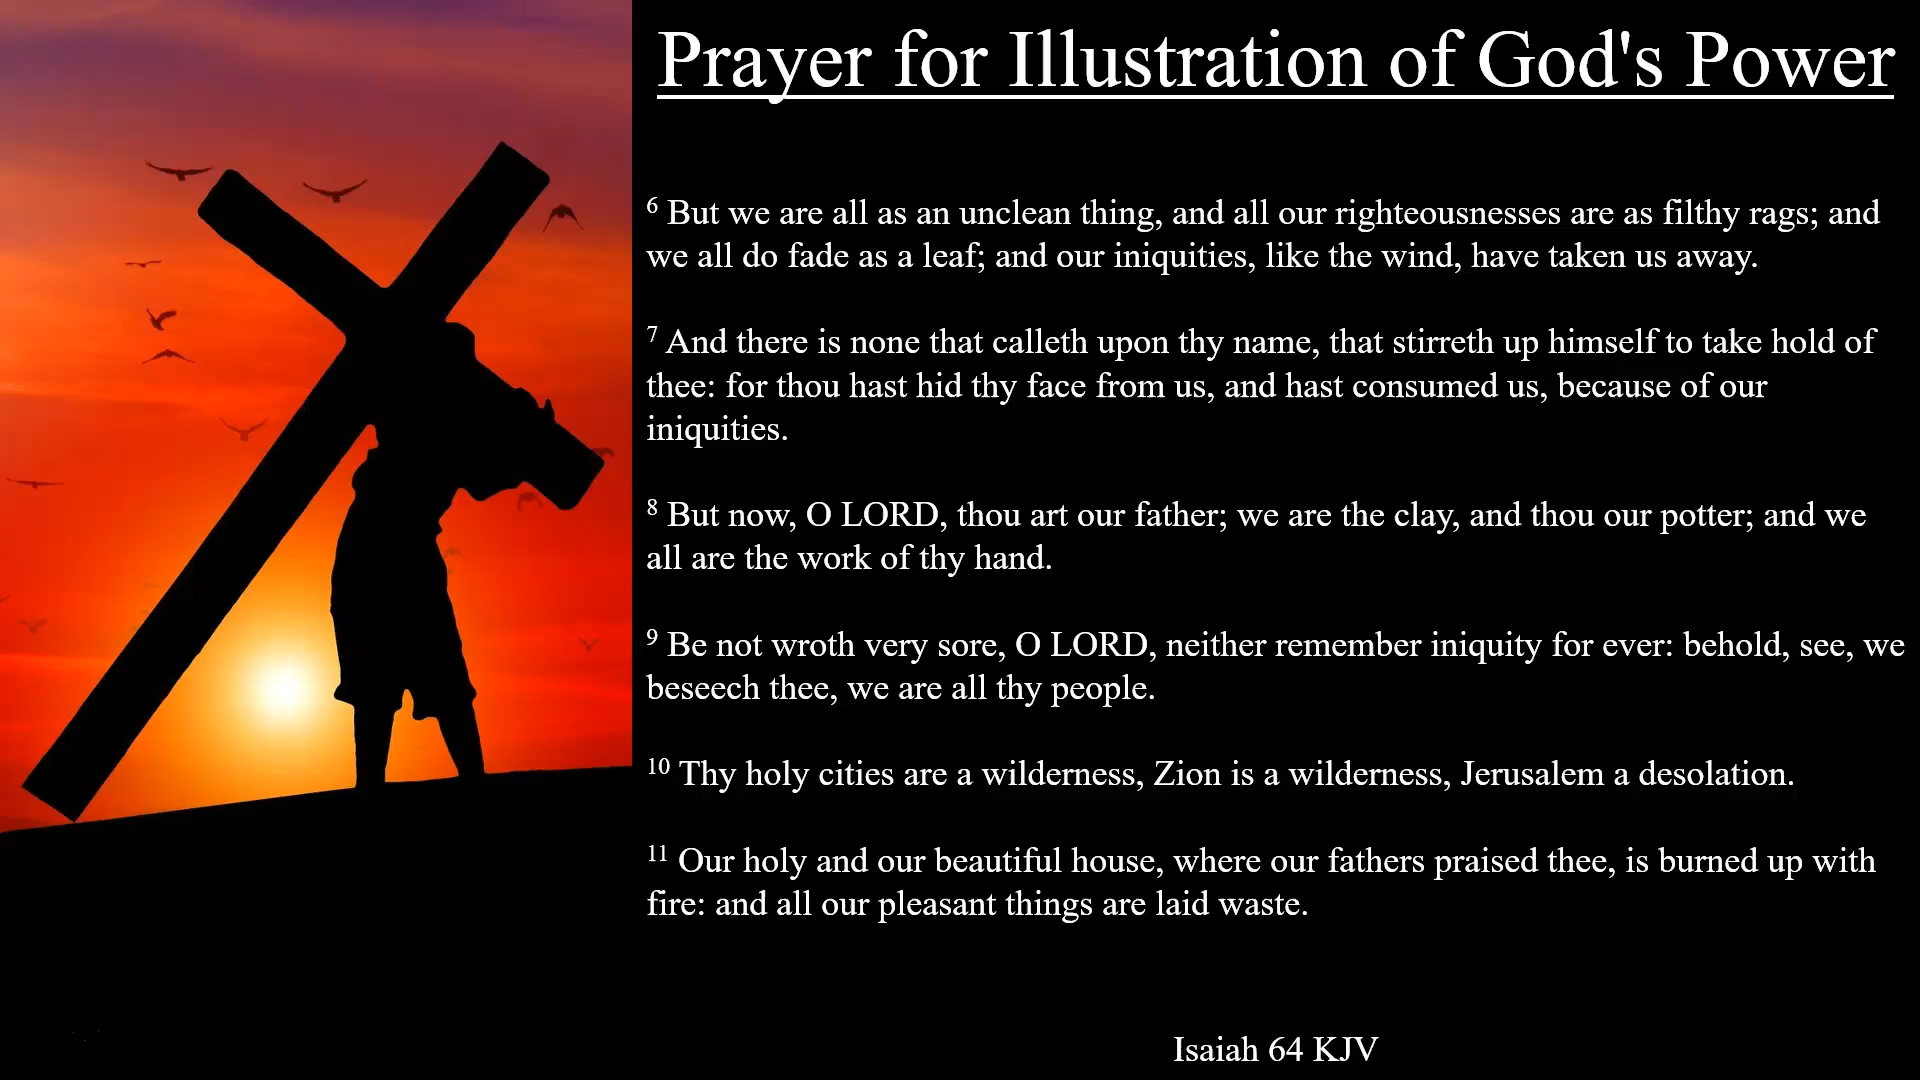 Prayer for Illustration of God's Power
6 But we are all as an unclean thing, and all our righteousnesses are as filthy rags; and
we all do fade as a leaf; and our iniquities, like the wind, have taken us away.
7 And there is none that calleth upon thy name, that stirreth up himself to take hold of
thee: for thou hast hid thy face from us, and hast consumed us, because of our
iniquities.
8 But now, O LORD, thou art our father; we are the clay, and thou our potter; and we
all are the work of thy hand.
9 Be not wroth very sore, O LORD, neither remember iniquity for ever: behold, see, we
beseech thee, we are all thy people.
10 Thy holy cities are a wilderness, Zion is a wilderness, Jerusalem a desolation.
11 Our holy and our beautiful house, where our fathers praised thee, is burned up with
fire: and all our pleasant things are laid waste.
Isaiah 64 KJV